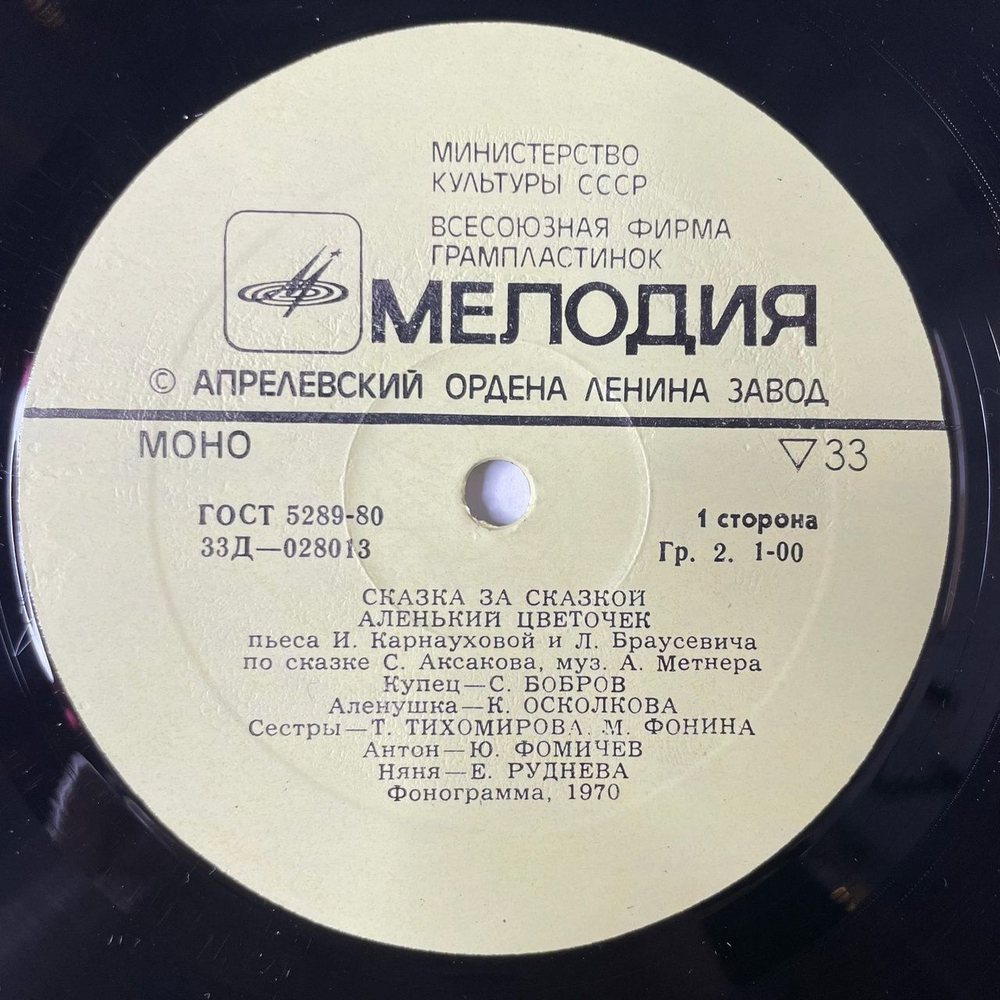 МИНИСТЕРСТВО
КУЛЬТУРЫ СССР
ВСЕСОЮЗНАЯ ФИРМА
ГРАМПЛАСТИНОК
МЕЛОДИЯ
© АПРЕЛЕВСКИЙ ОРДЕНА ЛЕНИНА ЗАВОД
МОНО
▽33
ГОСТ 5289-80
1 сторона
33Д—028013
Гр. 2. 1-00
СКАЗКА ЗА СКАЗКОЙ
АЛЕНЬКИЙ ЦВЕТОЧЕК
пьеса И. Карнауховой и Л. Браусевича
по сказке С. Аксакова, муз. А. Метнера
Купец—С. БОБРОВ
Аленушка—К. ОСКОЛКОВА
Сестры—Т. ТИХОМИРОВА. М. ФОНИНА
Антон—Ю. ФОМИЧЕВ
Няня—Е. РУДНЕВА
Фонограмма, 1970